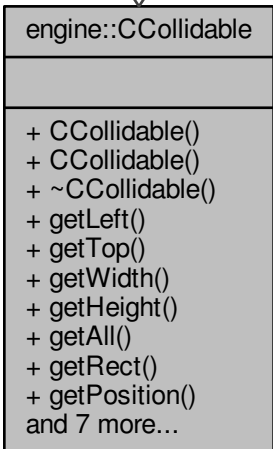 engine::CCollidable
+ CCollidable()
+ CCollidable()
+ ~CCollidable()
+ getLeft()
+ getTop()
+ getWidth()
+ getHeight()
+ getAll()
+ getRect()
+ getPosition()
and 7 more...